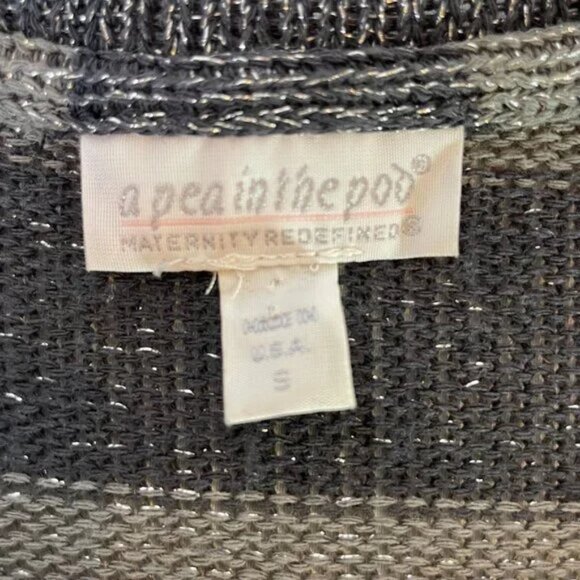 a pea in the pod®
MATERNITY REDEFINED®
MADE IN
U.S.A.
S